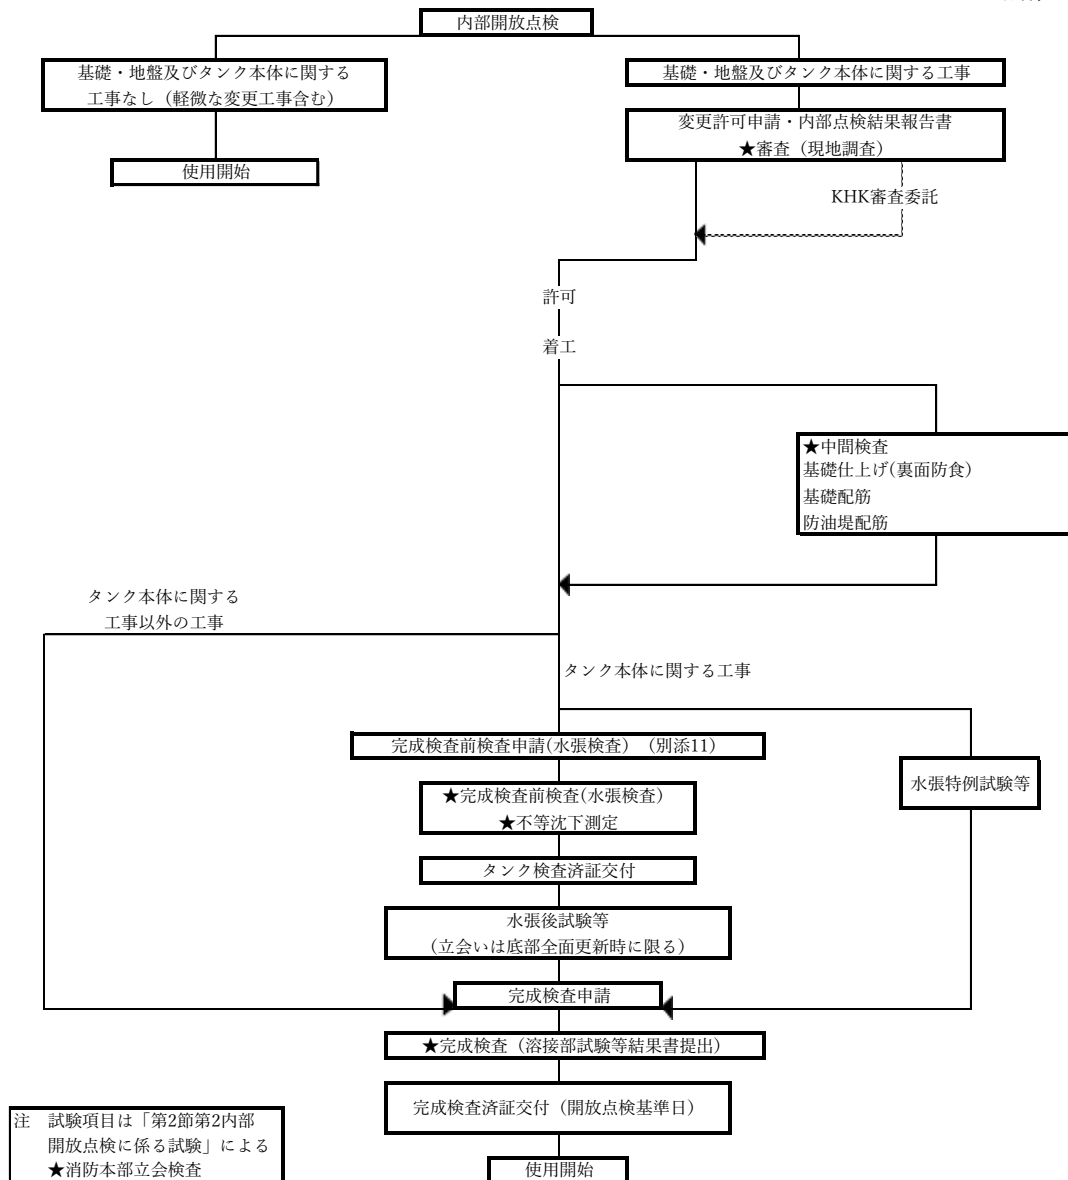 内部開放点検
基礎・地盤及びタンク本体に関する
工事なし（軽微な変更工事含む）
使用開始
基礎・地盤及びタンク本体に関する工事
変更許可申請・内部点検結果報告書
★審査（現地調査）
KHK審査委託
許可
着工
★中間検査
基礎仕上げ(裏面防食)
基礎配筋
防油堤配筋
タンク本体に関する
工事以外の工事
タンク本体に関する工事
完成検査前検査申請(水張検査)（別添11）
水張特例試験等
★完成検査前検査(水張検査)
★不等沈下測定
タンク検査済証交付
水張後試験等
（立会いは底部全面更新時に限る）
完成検査申請
★完成検査（溶接部試験等結果書提出）
完成検査済証交付（開放点検基準日）
使用開始
注　試験項目は「第2節第2内部
開放点検に係る試験」による
★消防本部立会検査